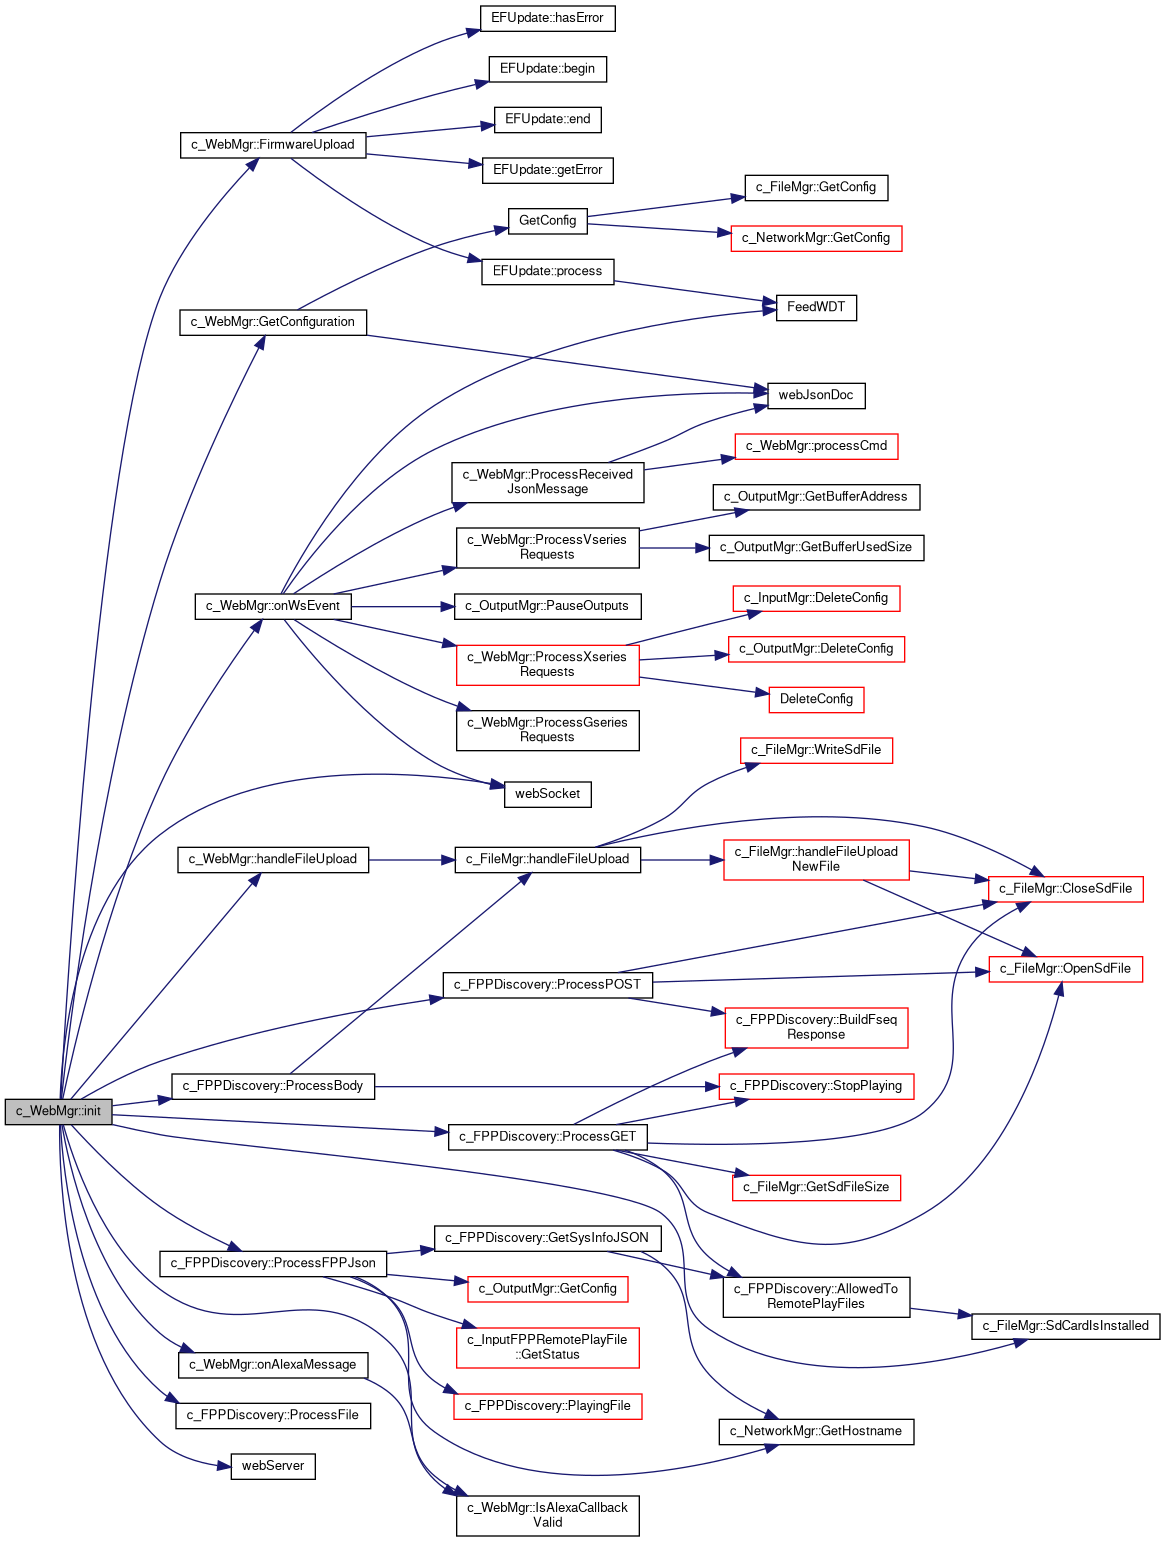 EFUpdate::hasError
EFUpdate::begin
EFUpdate::end
c_WebMgr::FirmwareUpload
EFUpdate::getError
c_FileMgr::GetConfig
GetConfig
c_NetworkMgr::GetConfig
EFUpdate::process
FeedWDT
c_WebMgr::GetConfiguration
webJsonDoc
c_WebMgr::processCmd
c_WebMgr::ProcessReceived
JsonMessage
c_OutputMgr::GetBufferAddress
c_WebMgr::ProcessVseries
Requests
c_OutputMgr::GetBufferUsedSize
c_WebMgr::onWsEvent
c_OutputMgr::PauseOutputs
c_InputMgr::DeleteConfig
c_WebMgr::ProcessXseries
Requests
c_OutputMgr::DeleteConfig
DeleteConfig
c_WebMgr::ProcessGseries
Requests
c_FileMgr::WriteSdFile
webSocket
c_WebMgr::handleFileUpload
c_FileMgr::handleFileUpload
c_FileMgr::handleFileUpload
NewFile
c_FileMgr::CloseSdFile
c_FileMgr::OpenSdFile
c_FPPDiscovery::ProcessPOST
c_FPPDiscovery::BuildFseq
Response
c_FPPDiscovery::ProcessBody
c_FPPDiscovery::StopPlaying
c_WebMgr::init
c_FPPDiscovery::ProcessGET
c_FileMgr::GetSdFileSize
c_FPPDiscovery::GetSysInfoJSON
c_FPPDiscovery::ProcessFPPJson
c_OutputMgr::GetConfig
c_FPPDiscovery::AllowedTo
RemotePlayFiles
c_FileMgr::SdCardIsInstalled
c_InputFPPRemotePlayFile
::GetStatus
c_WebMgr::onAlexaMessage
c_FPPDiscovery::PlayingFile
c_FPPDiscovery::ProcessFile
c_NetworkMgr::GetHostname
webServer
c_WebMgr::IsAlexaCallback
Valid